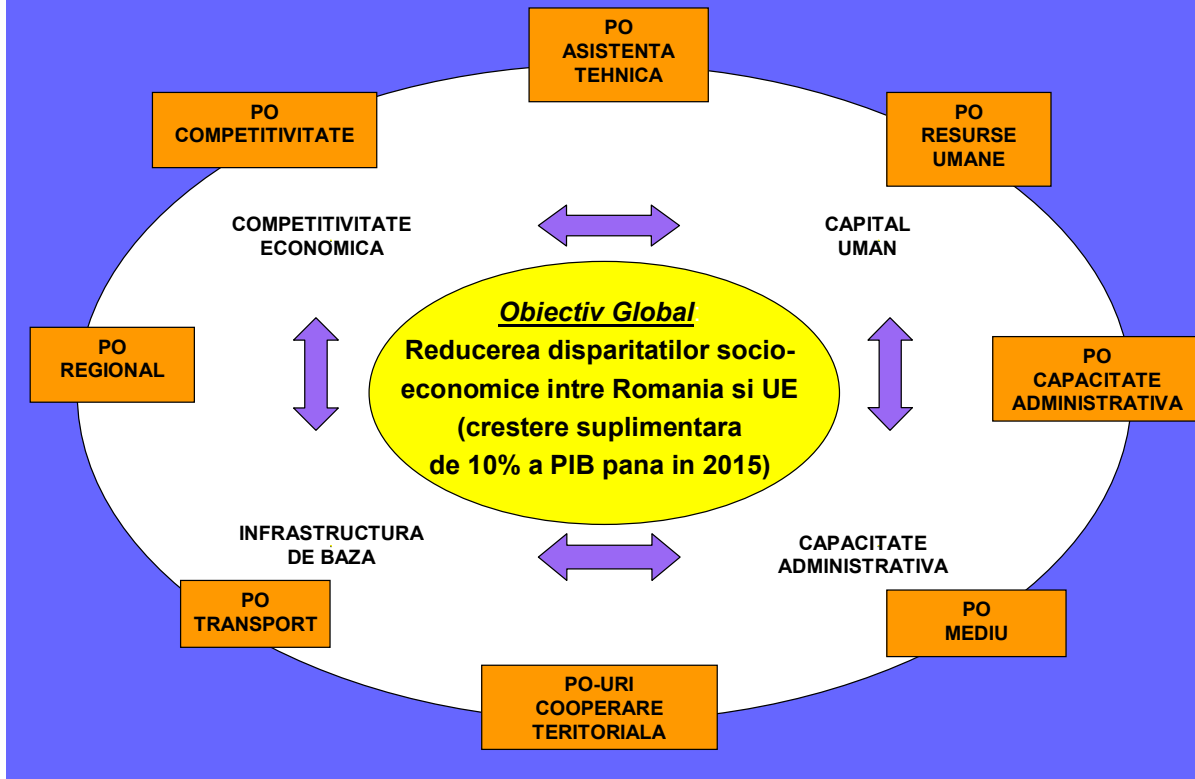 PO
ASISTENTA
TEHNICA
PO
COMPETITIVITATE
PO
RESURSE
UMANE
COMPETITIVITATE
ECONOMICA
CAPITAL
UMAN
Obiectiv Global
Reducerea disparitatilor socio-
economice intre Romania si UE
(crestere suplimentara
de 10% a PIB pana in 2015)
PO
REGIONAL
PO
CAPACITATE
ADMINISTRATIVA
INFRASTRUCTURA
DE BAZA
CAPACITATE
ADMINISTRATIVA
PO
TRANSPORT
PO
MEDIU
PO-URI
COOPERARE
TERITORIALA